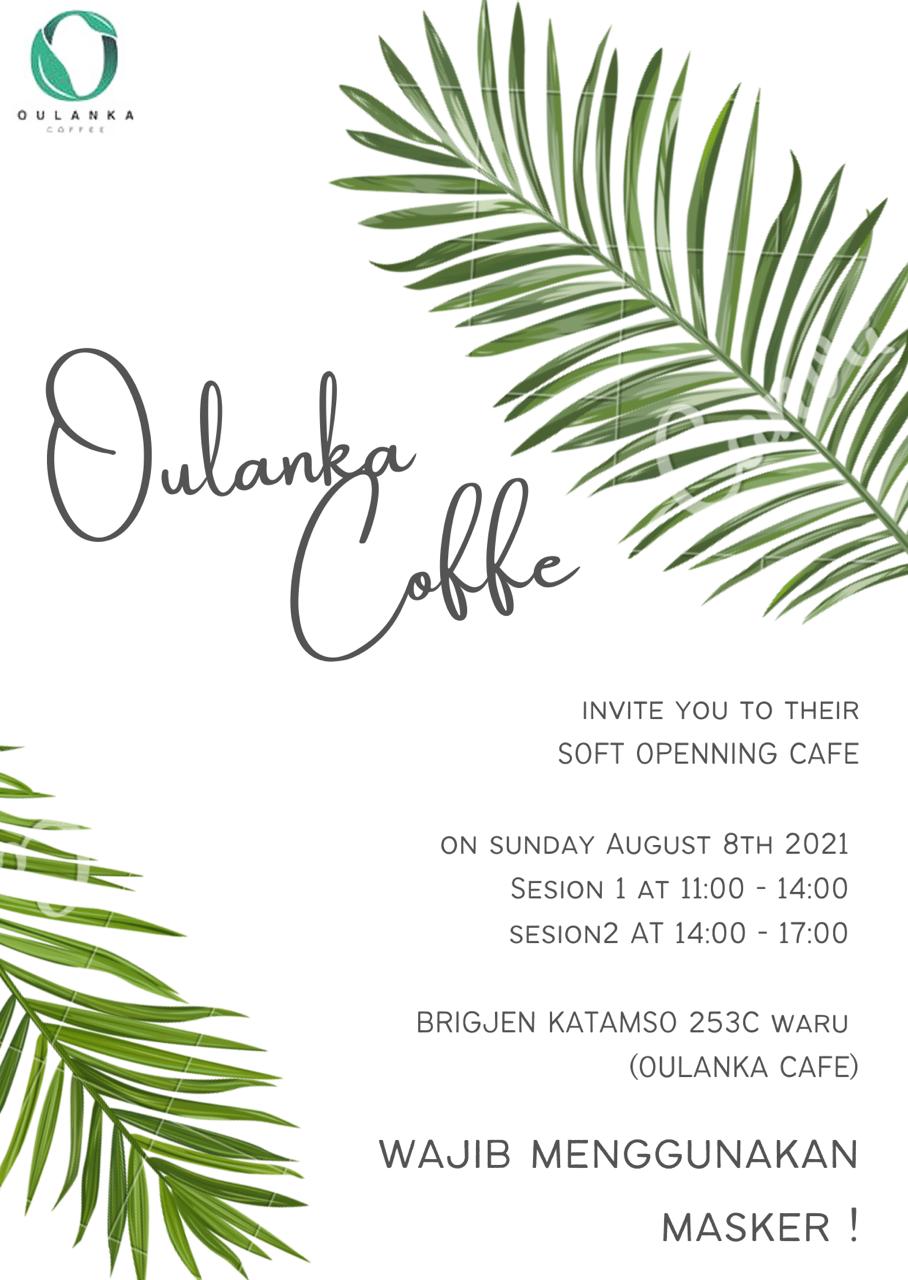 OULANKA
COFFEE
Oulanka
Coffe
INVITE YOU TO THEIR
SOFT OPENNING CAFE
ON SUNDAY AUGUST 8TH 2021
SESION 1 AT 11:00 - 14:00
SESION2 AT 14:00 - 17:00
BRIGJEN KATAMSO 253C WARU
(OULANKA CAFE)
WAJIB MENGGUNAKAN
MASKER !